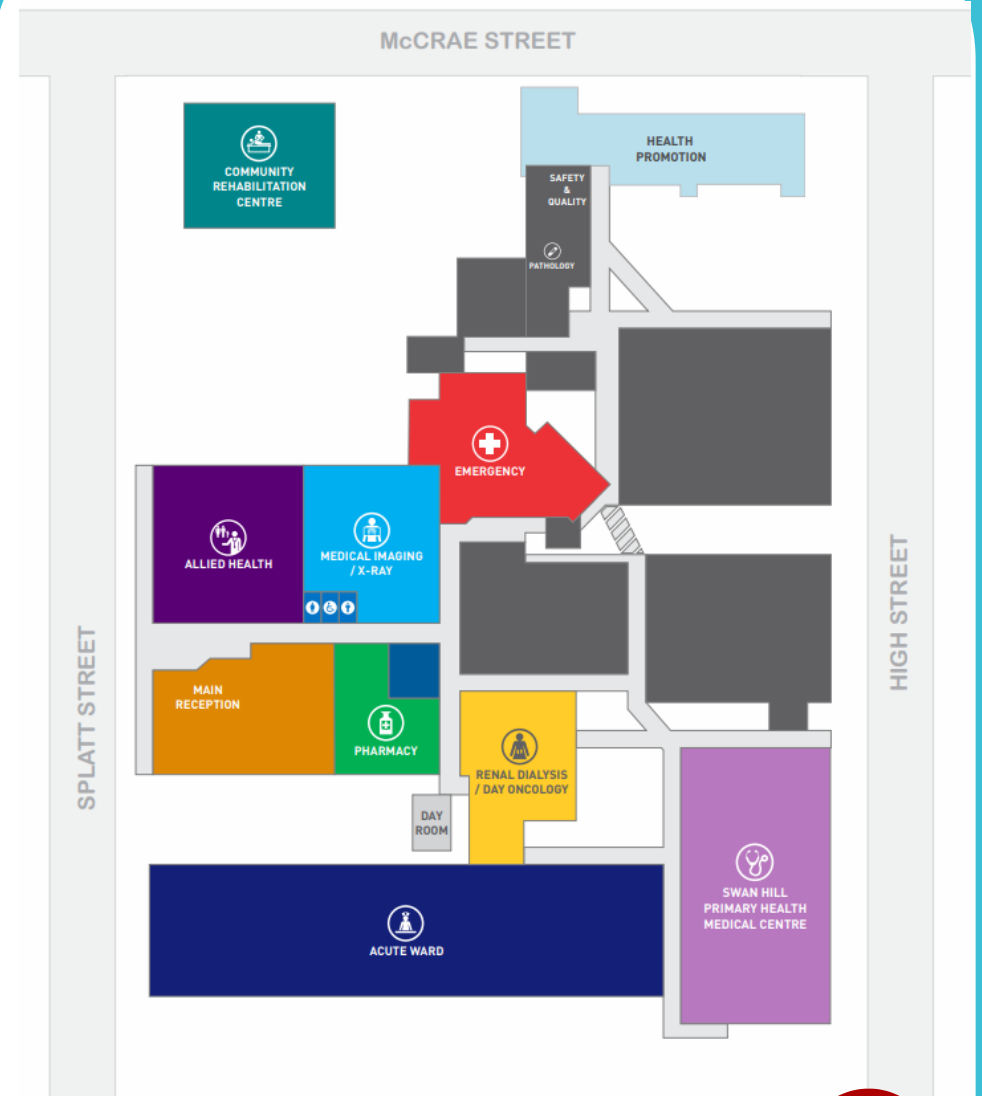 McCRAE STREET
COMMUNITY
REHABILITATION
CENTRE
HEALTH
PROMOTION
SAFETY
&
QUALITY
PATHOLOGY
EMERGENCY
ALLIED HEALTH
MEDICAL IMAGING
/ X-RAY
MAIN
RECEPTION
PHARMACY
RENAL DIALYSIS
/ DAY ONCOLOGY
DAY
ROOM
SWAN HILL
PRIMARY HEALTH
MEDICAL CENTRE
ACUTE WARD
SPLATT STREET
HIGH STREET